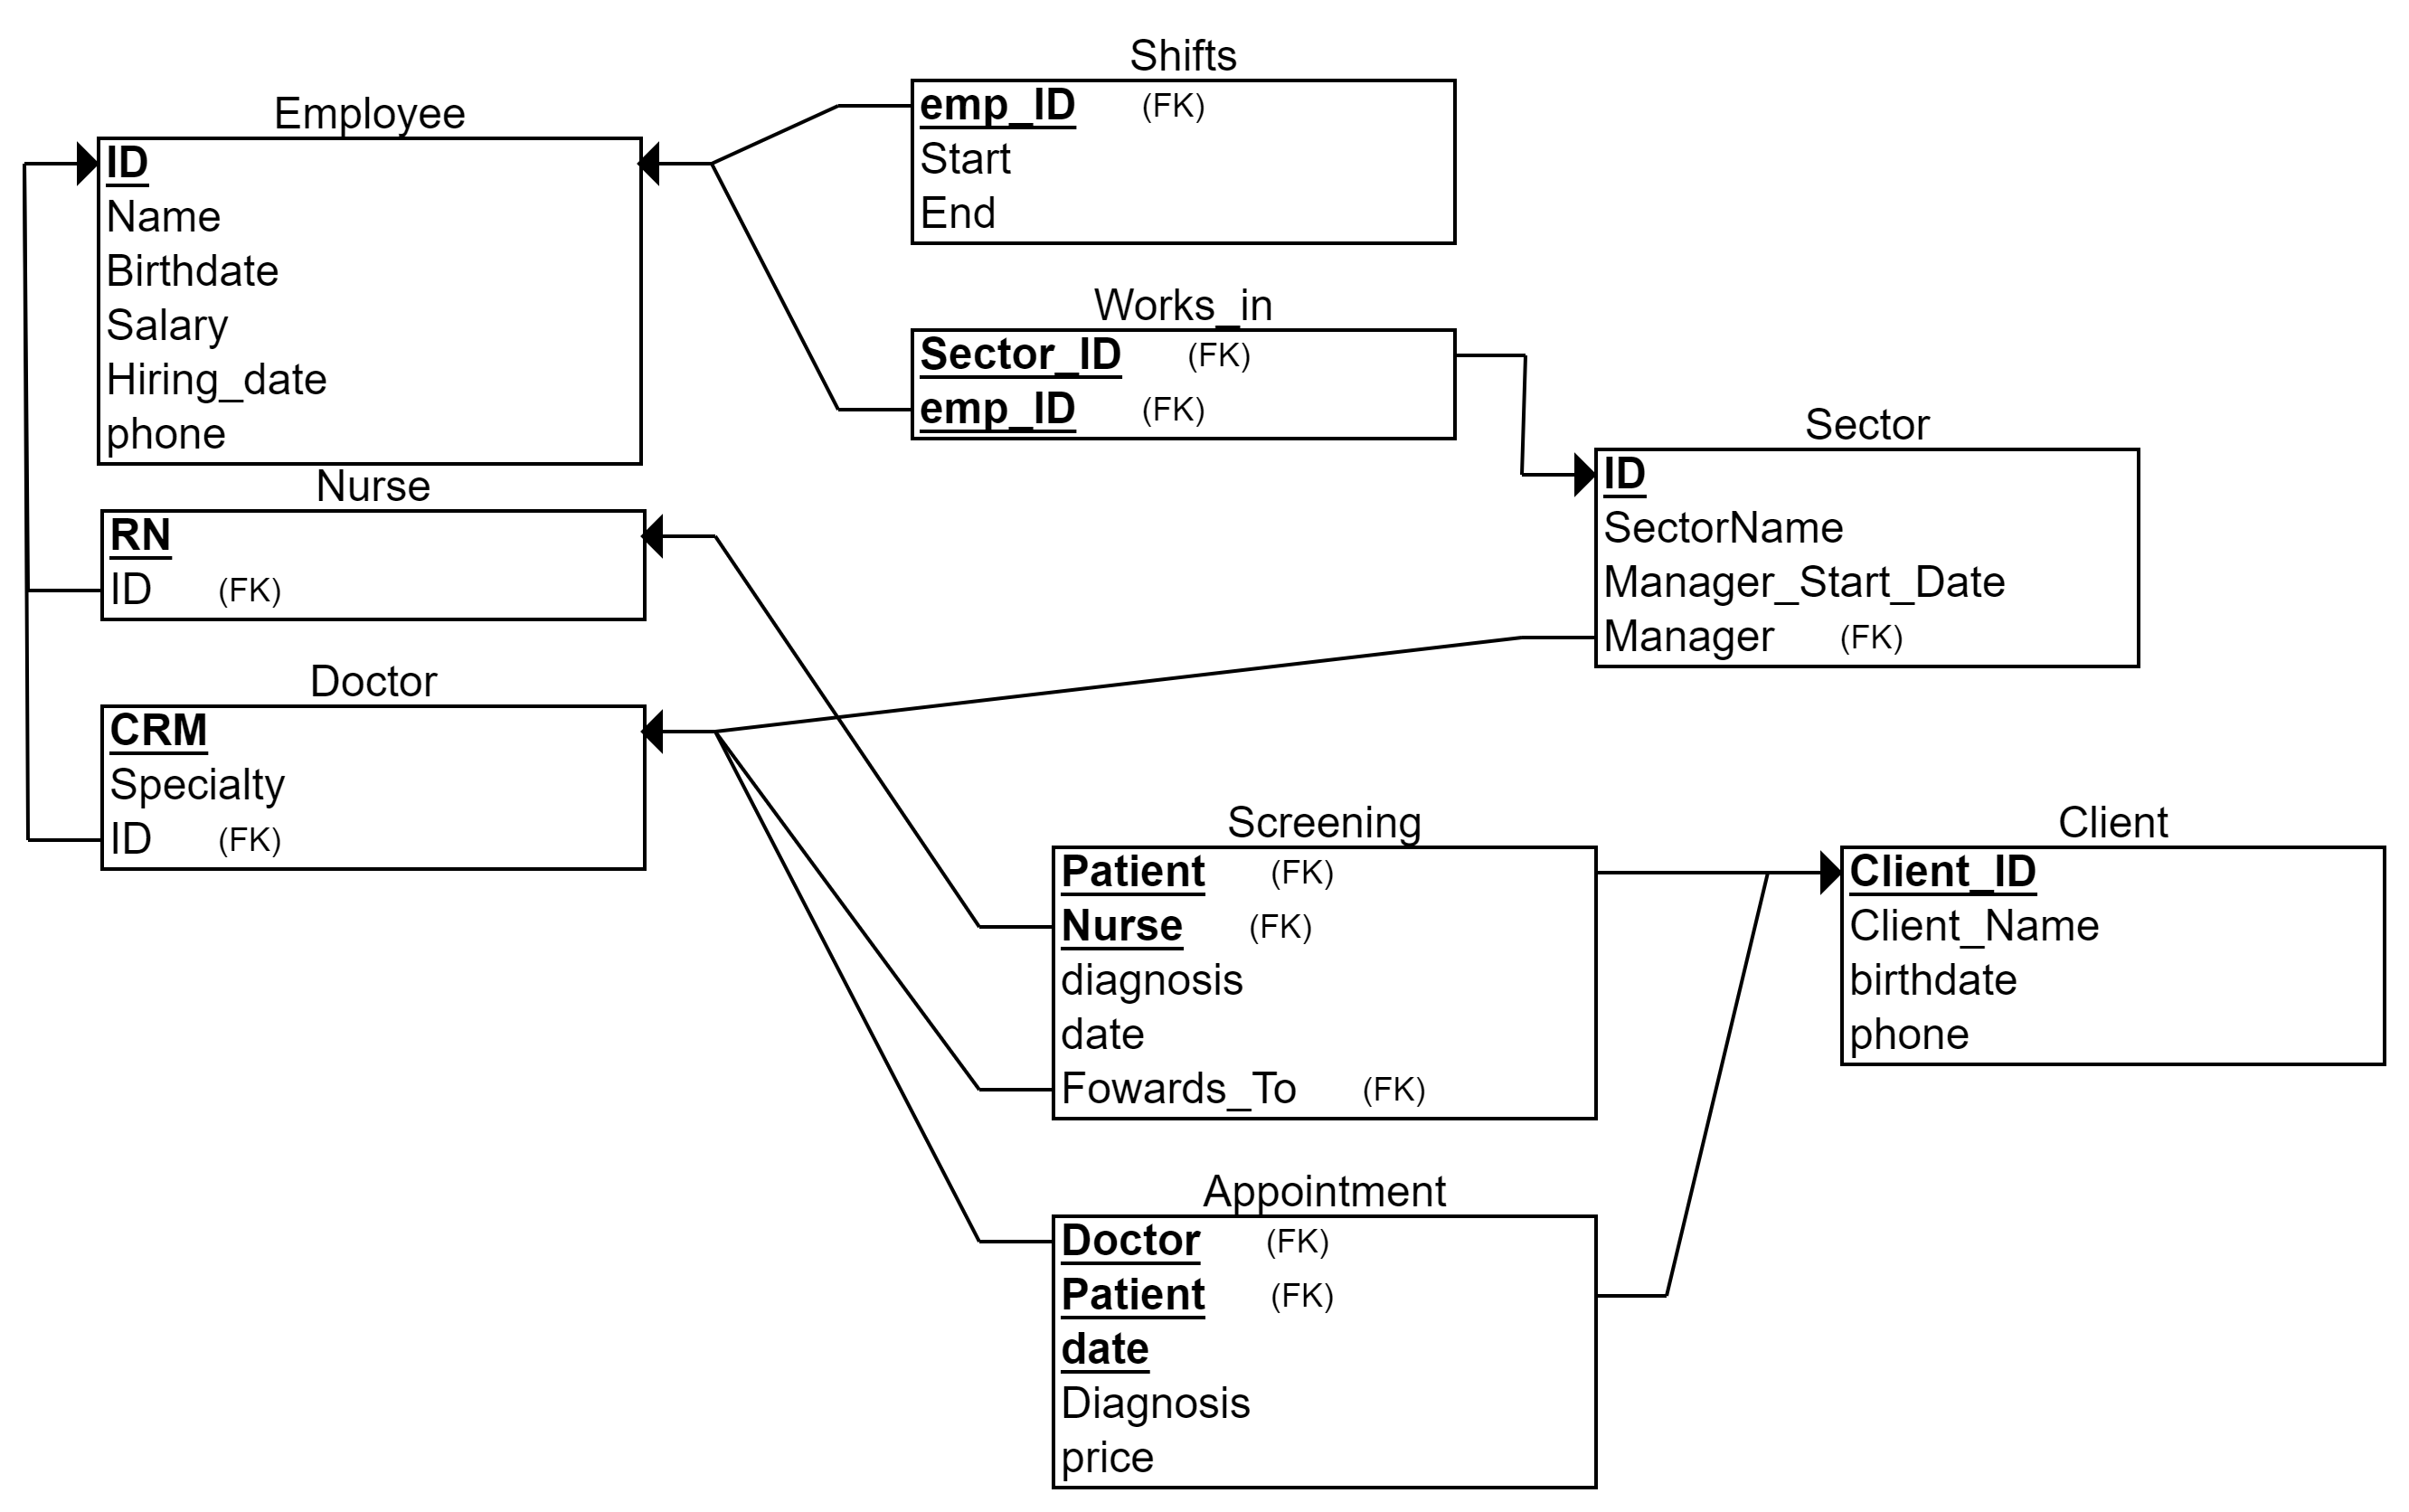 Employee
ID
Name
Birthdate
Salary
Hiring_date
phone
Nurse
RN
ID (FK)
Doctor
CRM
Specialty
ID (FK)
Shifts
emp_ID (FK)
Start
End
Works_in
Sector_ID (FK)
emp_ID (FK)
Sector
ID
SectorName
Manager_Start_Date
Manager (FK)
Screening
Patient (FK)
Nurse (FK)
diagnosis
date
Fowards_To (FK)
Client
Client_ID
Client_Name
birthdate
phone
Appointment
Doctor (FK)
Patient (FK)
date
Diagnosis
price